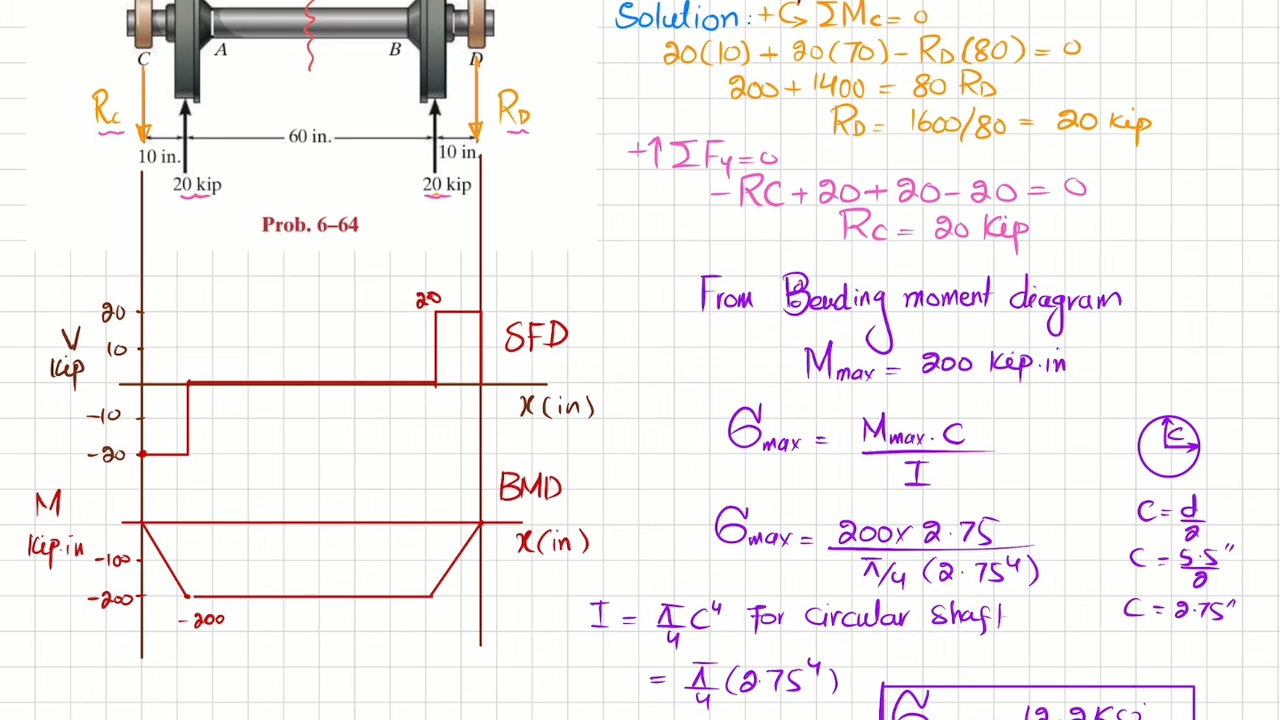 C A B D
Rc RD
10 in. 60 in. 10 in.
20 kip 20 kip
Prob. 6–64
20
V 10
kip
-10
-20
20
SFD
x(in)
M
kip.in
-100
-200
-200
BMD
x(in)
Solution: +↺ ΣMc = 0
20(10) + 20(70) - RD(80) = 0
200 + 1400 = 80 RD
RD = 1600/80 = 20 kip
+↑ ΣFy = 0
-RC + 20 + 20 - 20 = 0
Rc = 20 kip
From Bending moment diagram
Mmax = 200 kip.in
σmax = Mmax. C / I
σmax = 200 x 2.75 / π/4 (2.75⁴)
I = π/4 C⁴ for circular shaft
= π/4 (2.75⁴)
C
C = d/2
C = 5.5"/2
C = 2.75"